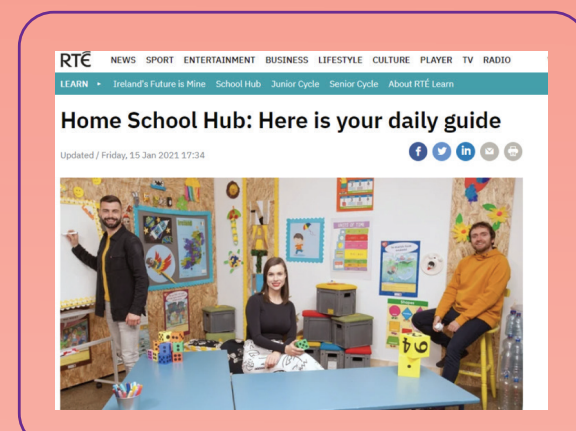 RTÉ NEWS SPORT ENTERTAINMENT BUSINESS LIFESTYLE CULTURE PLAYER TV RADIO
LEARN Ireland's Future is Mine School Hub Junior Cycle Senior Cycle About RTÉ Learn
Home School Hub: Here is your daily guide
Updated / Friday, 15 Jan 2021 17:34
f in
94